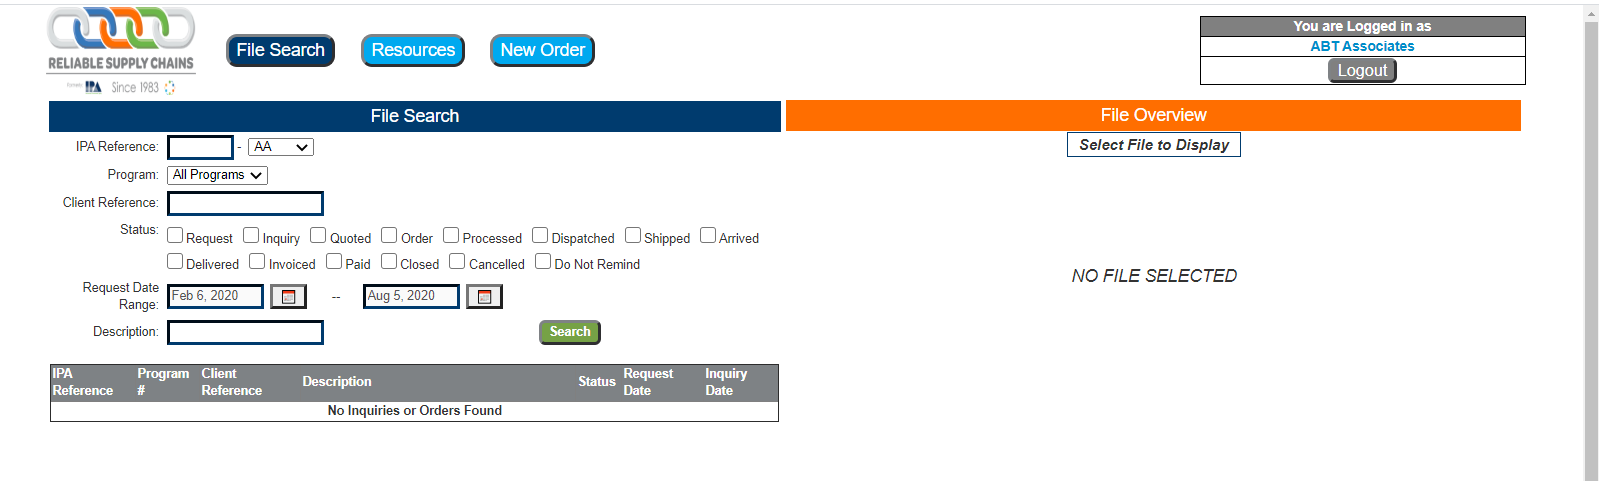 RELIABLE SUPPLY CHAINS
IPA Since 1983
File Search Resources New Order
You are Logged in as
ABT Associates
Logout
File Search
IPA Reference: - AA
Program: All Programs
Client Reference:
Status: Request Inquiry Quoted Order Processed Dispatched Shipped Arrived
Delivered Invoiced Paid Closed Cancelled Do Not Remind
Request Date
Range: Feb 6, 2020 -- Aug 5, 2020
Description: Search
IPA
Reference
Program
#
Client
Reference
Description
Status
Request
Date
Inquiry
Date
No Inquiries or Orders Found
File Overview
Select File to Display
NO FILE SELECTED